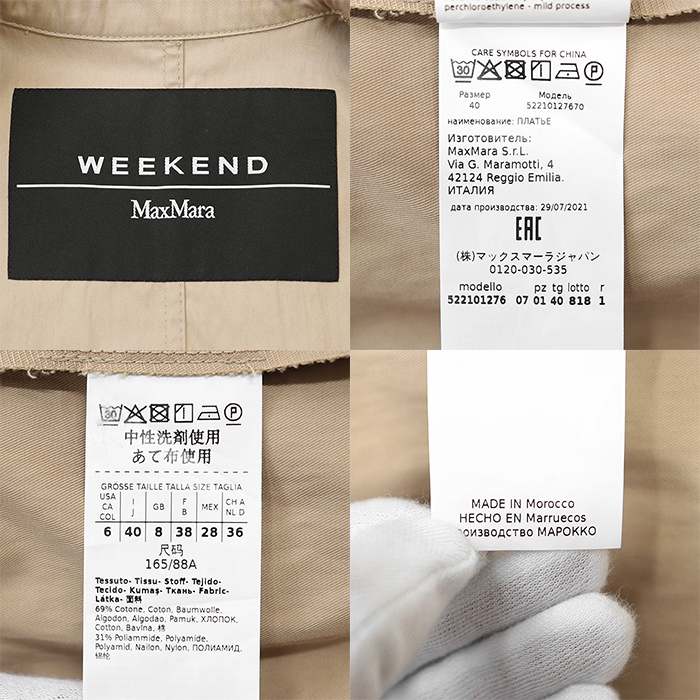 WEEKEND
MaxMara
perchloroethylene - mild process
CARE SYMBOLS FOR CHINA
30
P
Размер Модель
40 52210127670
наименование: ПЛАТЬЕ
Изготовитель:
MaxMara S.r.L.
Via G. Maramotti, 4
42124 Reggio Emilia.
ИТАЛИЯ
дата производства: 29/07/2021
EAC
(株)マックスマーラジャパン
0120-030-535
modello pz tg lotto r
522101276 07 01 40 818 1
30
P
中性洗剤使用
あて布使用
GROSSE TAILLE TALLA SIZE TAGLIA
USA CA COL I J GB F B MEX CH A NL D
6 40 8 38 28 36
尺码
165/88A
Tessuto- Tissu- Stoff- Tejido-
Tecido- Kumaş- Ткань- Fabric-
Látka- 面料
69% Cotone, Coton, Baumwolle,
Algodon, Algodao, Pamuk, ХЛОПОК,
Cotton, Bavlna, 棉
31% Poliammide, Polyamide,
Polyamid, Nailon, Nylon, ПОЛИАМИД,
锦纶
MADE IN Morocco
HECHO EN Marruecos
роизводство МАРОККО